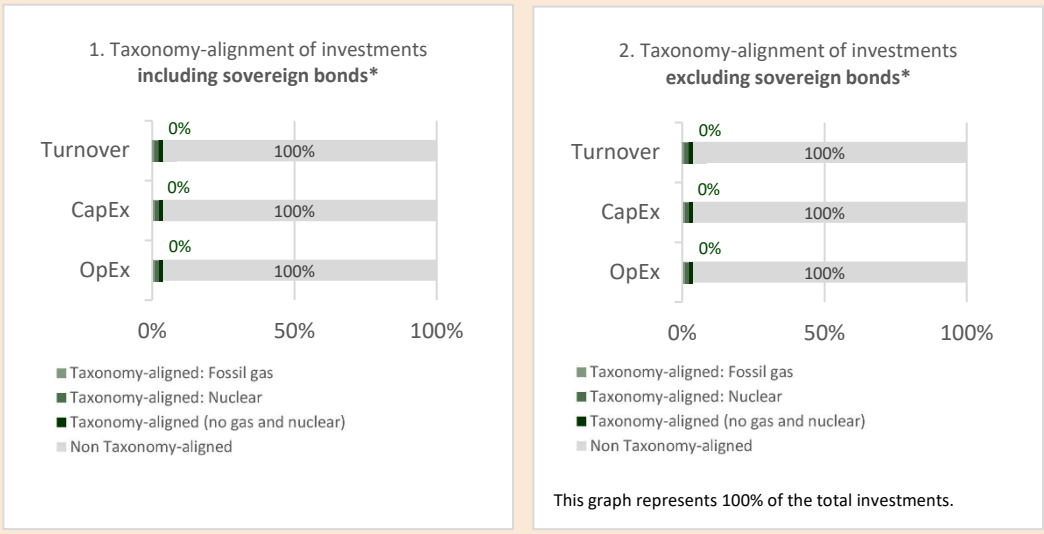 1. Taxonomy-alignment of investments
including sovereign bonds*
0%
Turnover
100%
0%
CapEx
100%
0%
OpEx
100%
0%
50%
100%
Taxonomy-aligned: Fossil gas
Taxonomy-aligned: Nuclear
Taxonomy-aligned (no gas and nuclear)
Non Taxonomy-aligned
2. Taxonomy-alignment of investments
excluding sovereign bonds*
0%
Turnover
100%
0%
CapEx
100%
0%
OpEx
100%
0%
50%
100%
Taxonomy-aligned: Fossil gas
Taxonomy-aligned: Nuclear
Taxonomy-aligned (no gas and nuclear)
Non Taxonomy-aligned
This graph represents 100% of the total investments.